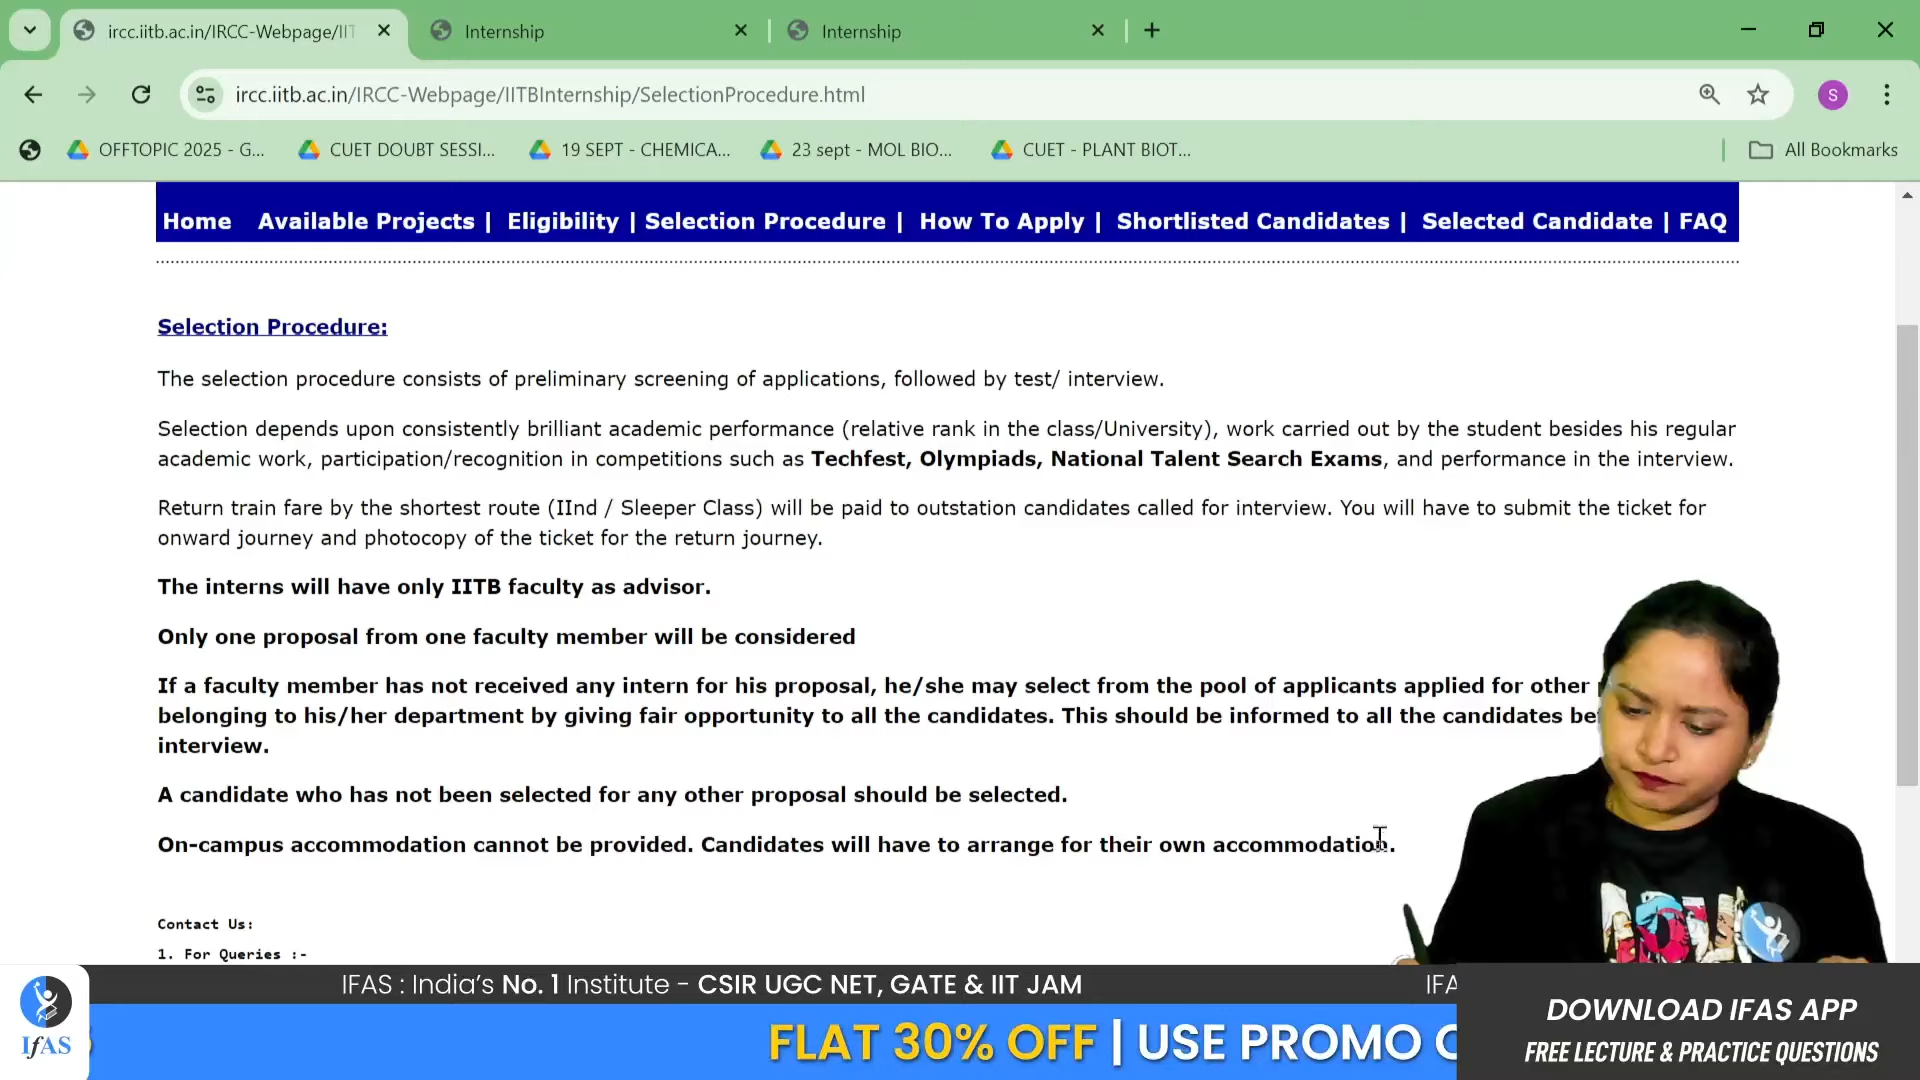 ircc.iitb.ac.in/IRCC-Webpage/IIT
Internship
Internship
ircc.iitb.ac.in/IRCC-Webpage/IITBInternship/SelectionProcedure.html
S
OFFTOPIC 2025 - G...
CUET DOUBT SESSI...
19 SEPT - CHEMICA...
23 sept - MOL BIO...
CUET - PLANT BIOT...
All Bookmarks
Home Available Projects | Eligibility | Selection Procedure | How To Apply | Shortlisted Candidates | Selected Candidate | FAQ
Selection Procedure:
The selection procedure consists of preliminary screening of applications, followed by test/ interview.
Selection depends upon consistently brilliant academic performance (relative rank in the class/University), work carried out by the student besides his regular
academic work, participation/recognition in competitions such as Techfest, Olympiads, National Talent Search Exams, and performance in the interview.
Return train fare by the shortest route (IInd / Sleeper Class) will be paid to outstation candidates called for interview. You will have to submit the ticket for
onward journey and photocopy of the ticket for the return journey.
The interns will have only IITB faculty as advisor.
Only one proposal from one faculty member will be considered
If a faculty member has not received any intern for his proposal, he/she may select from the pool of applicants applied for other
belonging to his/her department by giving fair opportunity to all the candidates. This should be informed to all the candidates
interview.
A candidate who has not been selected for any other proposal should be selected.
On-campus accommodation cannot be provided. Candidates will have to arrange for their own accommodation.
Contact Us:
1. For Queries :-
IFAS : India's No. 1 Institute - CSIR UGC NET, GATE & IIT JAM
IFA
IfAS
FLAT 30% OFF | USE PROMO C
DOWNLOAD IFAS APP
FREE LECTURE & PRACTICE QUESTIONS